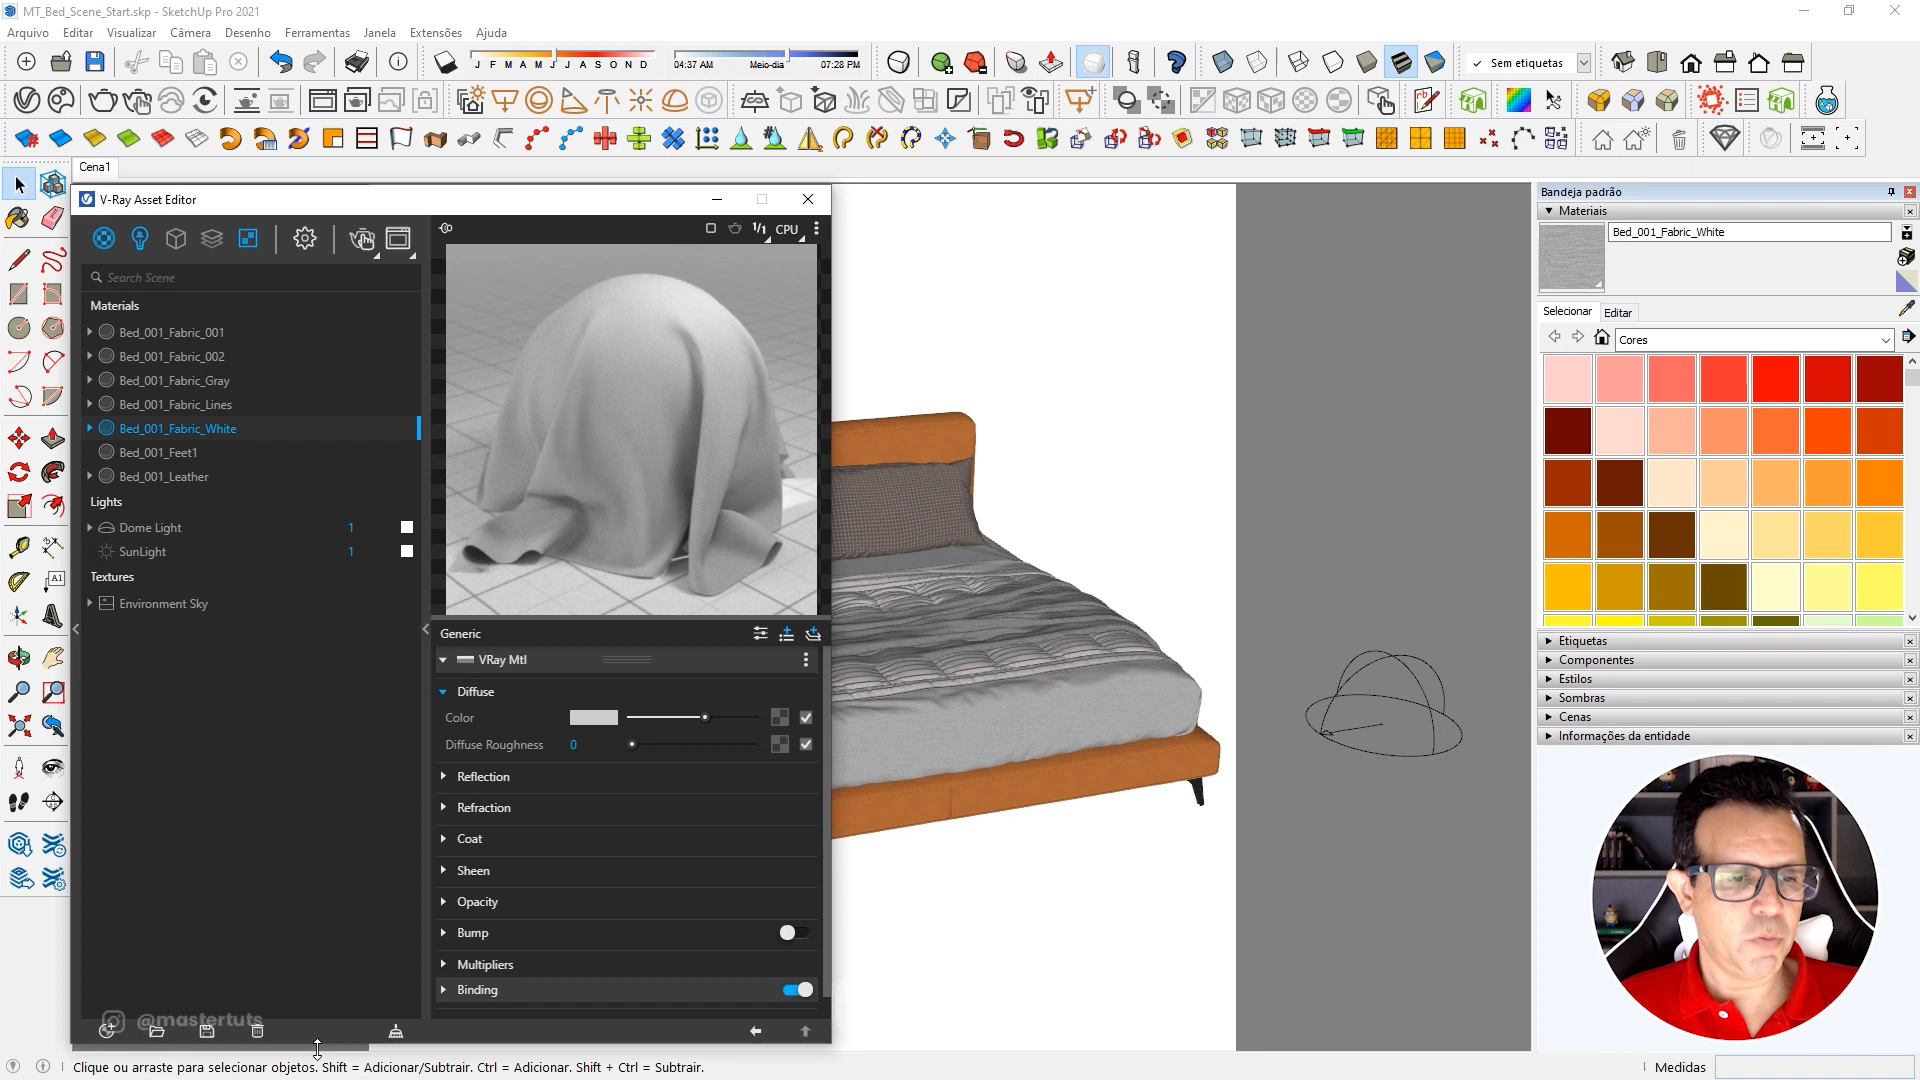 MT_Bed_Scene_Start.skp - SketchUp Pro 2021
Arquivo Editar Visualizar Câmera Desenho Ferramentas Janela Extensões Ajuda
J F M A M J J A S O N D
04:37 AM Meio-dia 07:28 PM
Sem etiquetas
Cena1
V-Ray Asset Editor
1/1 CPU
Search Scene
Materials
Bed_001_Fabric_001
Bed_001_Fabric_002
Bed_001_Fabric_Gray
Bed_001_Fabric_Lines
Bed_001_Fabric_White
Bed_001_Feet1
Bed_001_Leather
Lights
Dome Light 1
SunLight 1
Textures
Environment Sky
Generic
VRay Mtl
Diffuse
Color
Diffuse Roughness 0
Reflection
Refraction
Coat
Sheen
Opacity
Bump
Multipliers
Binding
@mastertuts
Bandeja padrão
Materiais
Bed_001_Fabric_White
Selecionar Editar
Cores
Etiquetas
Componentes
Estilos
Sombras
Cenas
Informações da entidade
Clique ou arraste para selecionar objetos. Shift = Adicionar/Subtrair. Ctrl = Adicionar. Shift + Ctrl = Subtrair.
Medidas